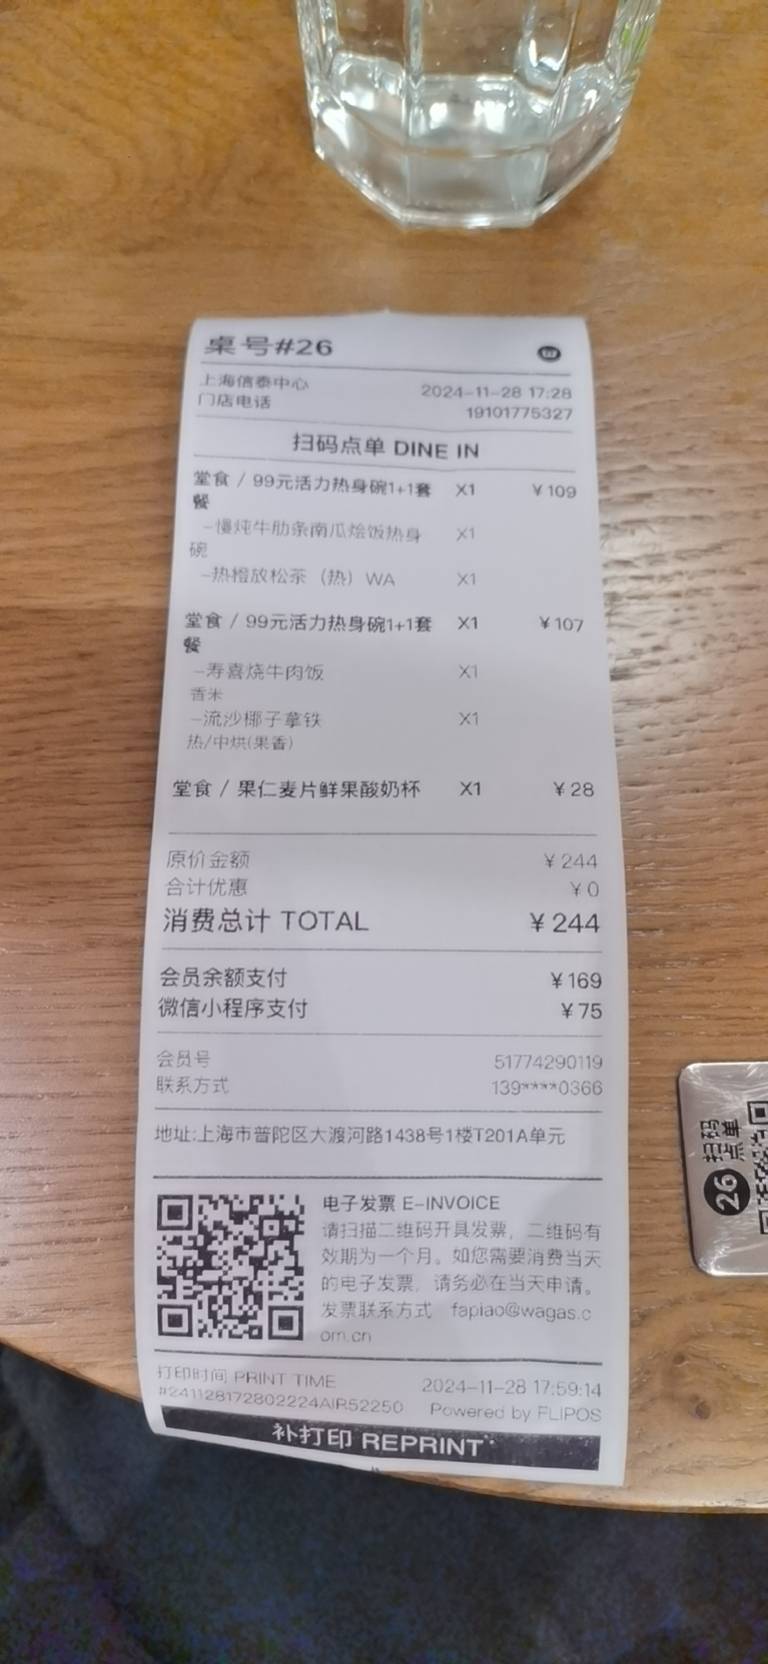 桌号#26
上海信泰中心 2024-11-28 17:28
门店电话 19101775327
扫码点单 DINE IN
堂食 / 99元活力热身碗1+1套 X1 ￥109
餐
-慢炖牛肋条南瓜烩饭热身 X1
碗
-热橙放松茶（热）WA X1
堂食 / 99元活力热身碗1+1套 X1 ￥107
餐
-寿喜烧牛肉饭 X1
香米
-流沙椰子拿铁 X1
热/中烘(果香)
堂食 / 果仁麦片鲜果酸奶杯 X1 ￥28
原价金额 ￥244
合计优惠 ￥0
消费总计 TOTAL ￥244
会员余额支付 ￥169
微信小程序支付 ￥75
会员号 51774290119
联系方式 139****0366
地址:上海市普陀区大渡河路1438号1楼T201A单元
电子发票 E-INVOICE
请扫描二维码开具发票，二维码有
效期为一个月。如您需要消费当天
的电子发票，请务必在当天申请。
发票联系方式 fapiao@wagas.c
om.cn
打印时间 PRINT TIME 2024-11-28 17:59:14
#241128172802224AIR52250 Powered by FLIPOS
补打印 REPRINT
26 扫码
点单